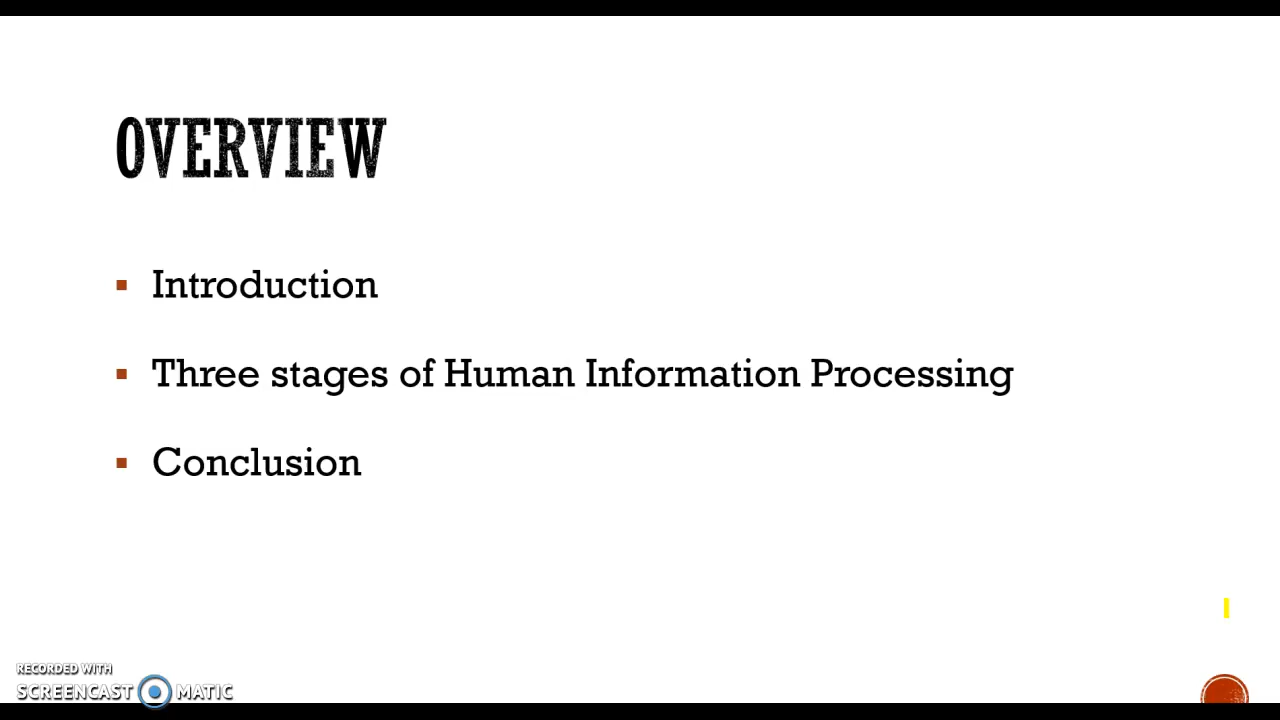 OVERVIEW
▪ Introduction
▪ Three stages of Human Information Processing
▪ Conclusion
RECORDED WITH
SCREENCAST MATIC